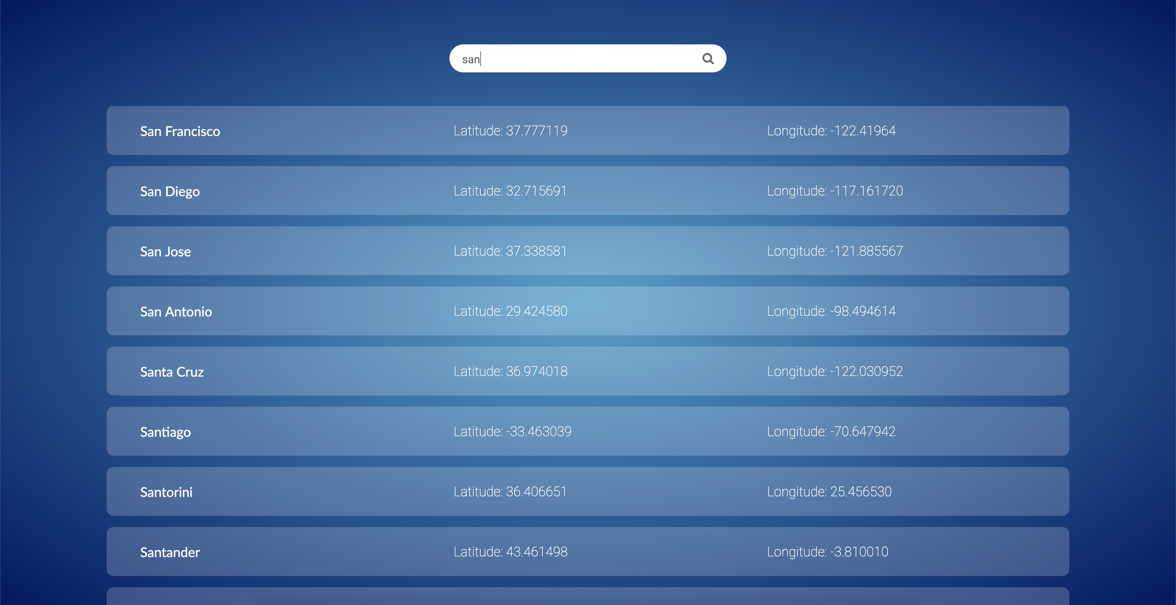 san
San Francisco Latitude: 37.777119 Longitude: -122.41964
San Diego Latitude: 32.715691 Longitude: -117.161720
San Jose Latitude: 37.338581 Longitude: -121.885567
San Antonio Latitude: 29.424580 Longitude: -98.494614
Santa Cruz Latitude: 36.974018 Longitude: -122.030952
Santiago Latitude: -33.463039 Longitude: -70.647942
Santorini Latitude: 36.406651 Longitude: 25.456530
Santander Latitude: 43.461498 Longitude: -3.810010